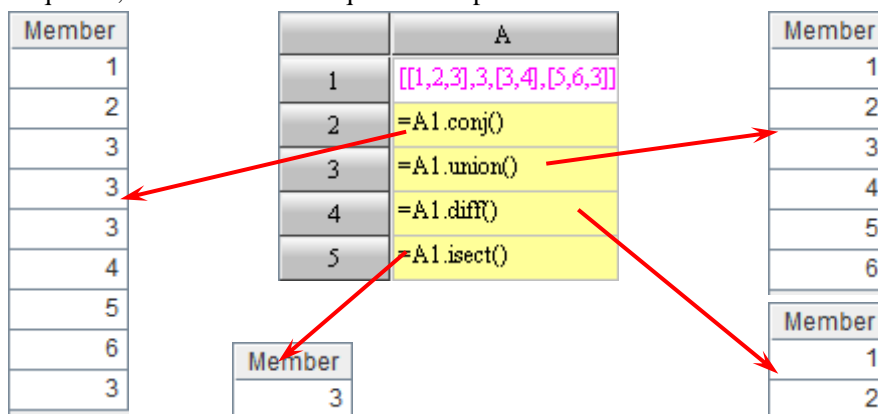 Member
1
2
3
3
3
4
5
6
3
A
1 [[1,2,3],3,[3,4],[5,6,3]]
2 =A1.conj()
3 =A1.union()
4 =A1.diff()
5 =A1.isect()
Member
3
Member
1
2
3
4
5
6
Member
1
2